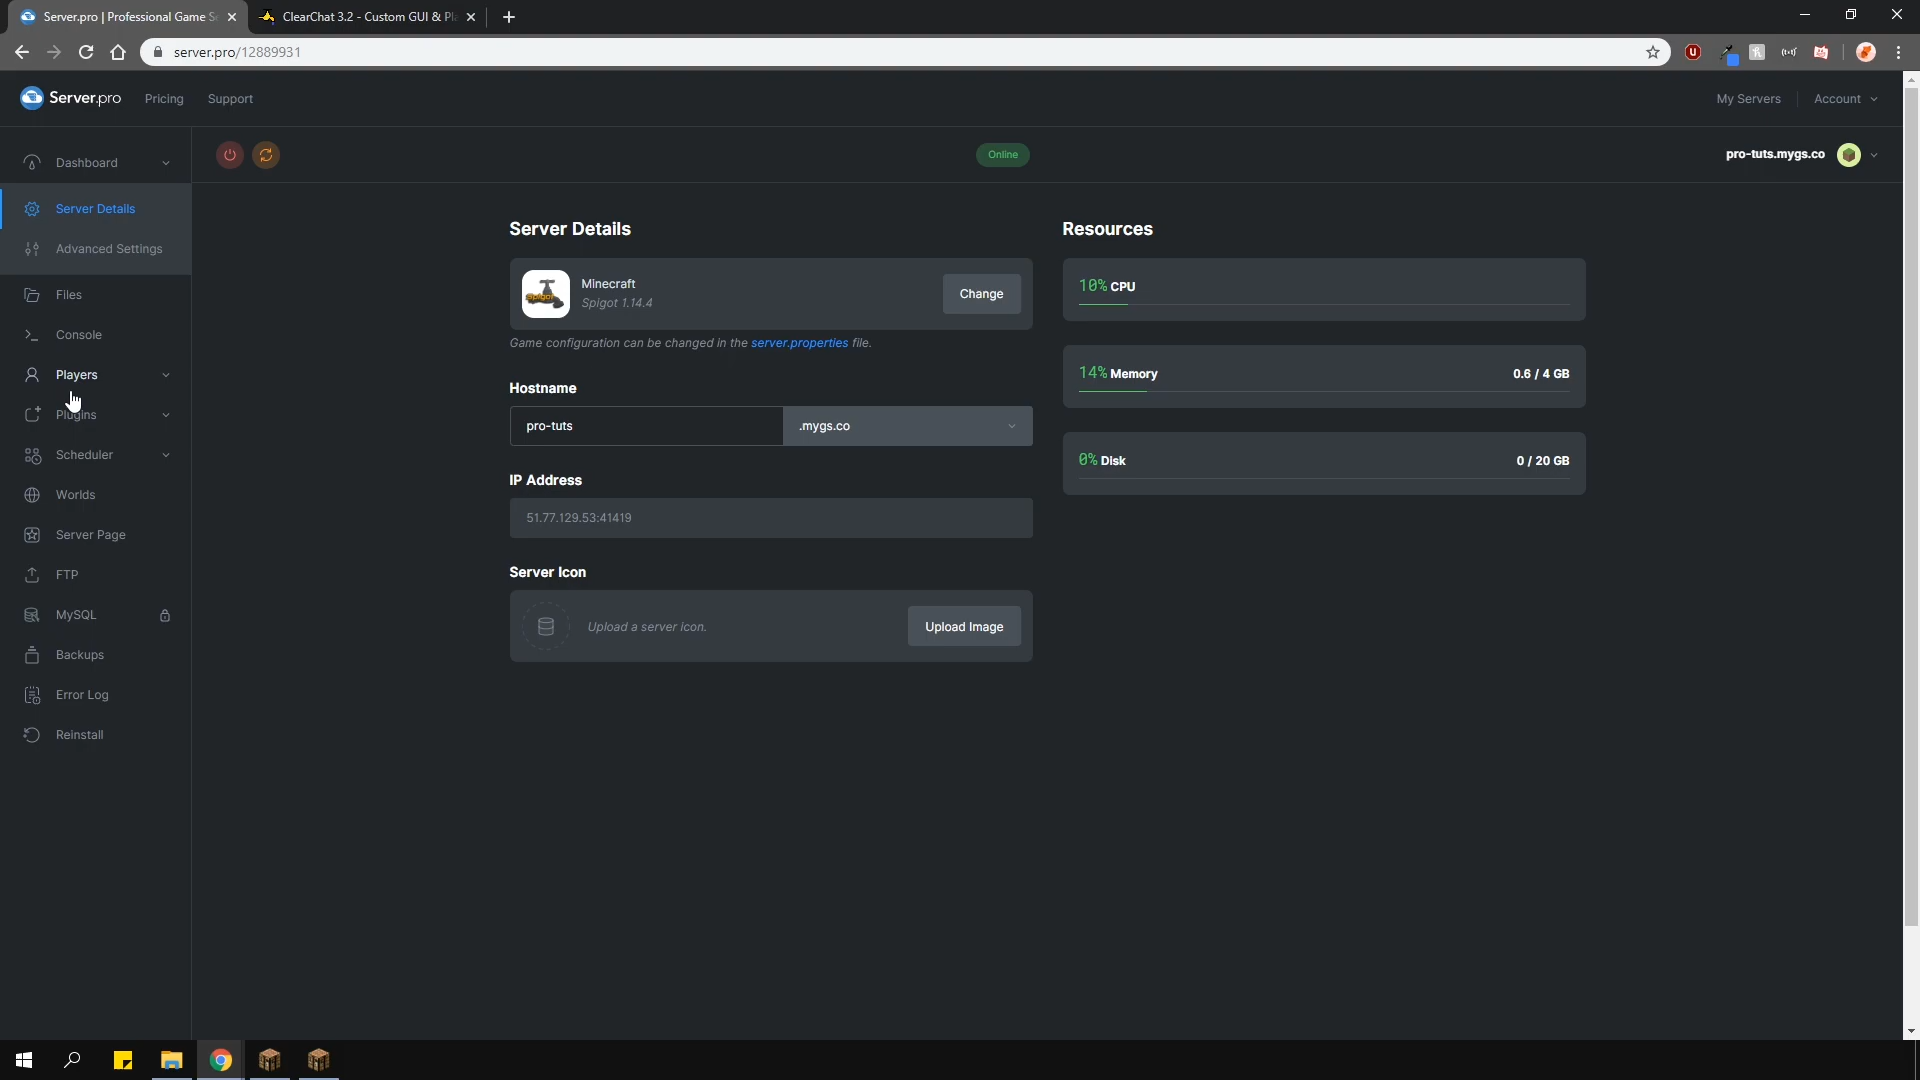 Server.pro | Professional Game S
ClearChat 3.2 - Custom GUI & Pl
server.pro/12889931
Server.pro
Pricing
Support
My Servers
Account
Dashboard
Online
pro-tuts.mygs.co
Server Details
Advanced Settings
Files
Console
Players
Plugins
Scheduler
Worlds
Server Page
FTP
MySQL
Backups
Error Log
Reinstall
Server Details
Minecraft
Spigot 1.14.4
Change
Game configuration can be changed in the server.properties file.
Hostname
pro-tuts
.mygs.co
IP Address
51.77.129.53:41419
Server Icon
Upload a server icon.
Upload Image
Resources
10% CPU
14% Memory
0.6 / 4 GB
0% Disk
0 / 20 GB